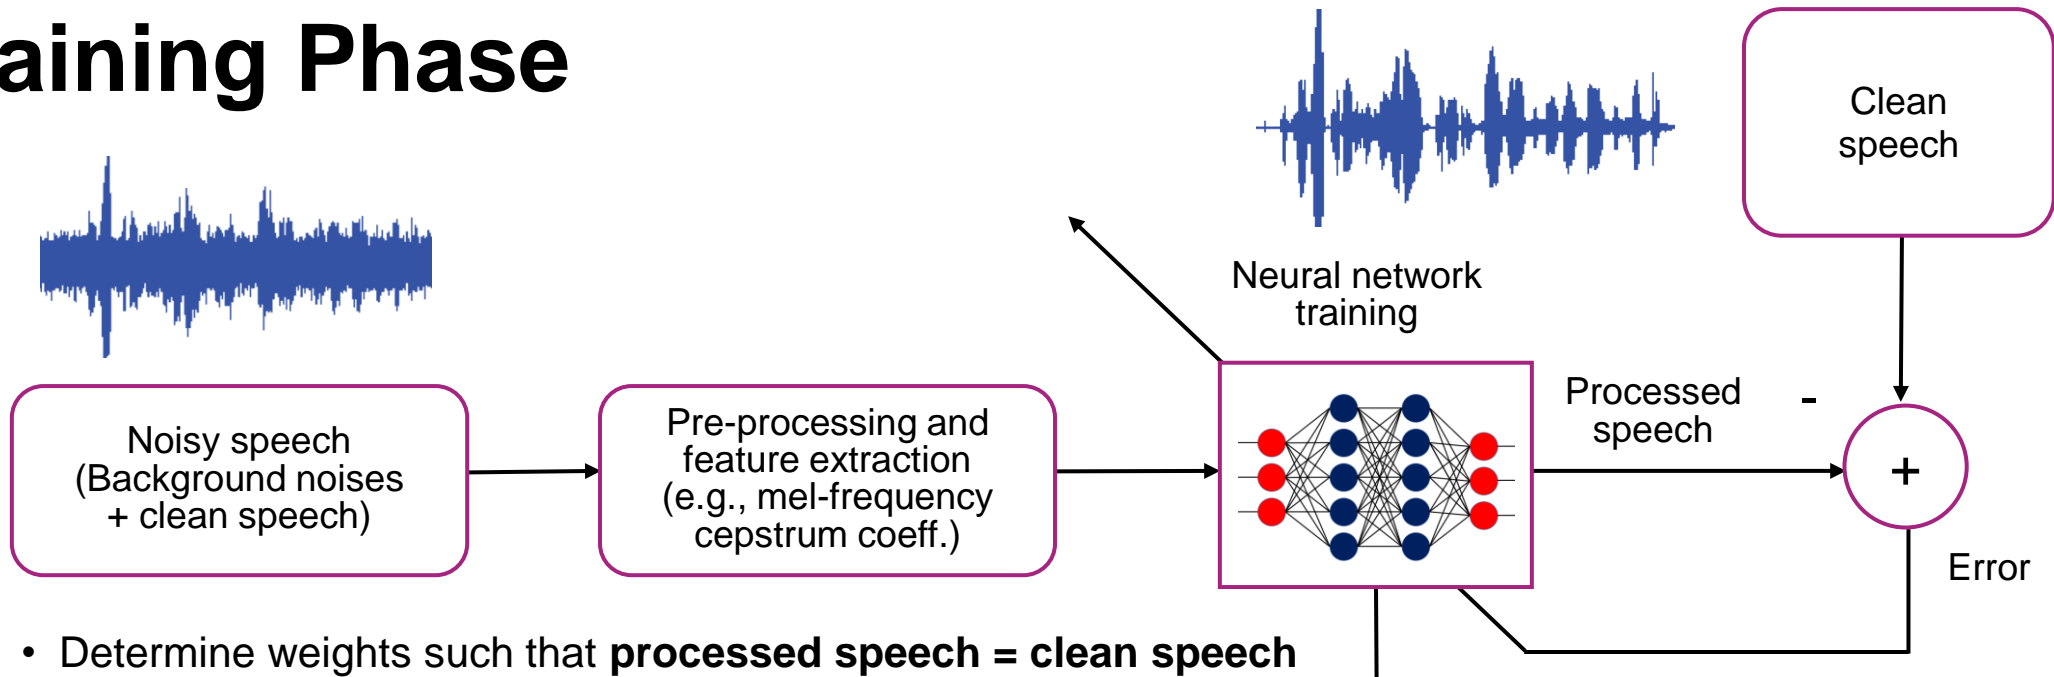 aining Phase
Clean
speech
Neural network
training
Noisy speech
(Background noises
+ clean speech)
Pre-processing and
feature extraction
(e.g., mel-frequency
cepstrum coeff.)
Processed
speech
-
+
Error
• Determine weights such that processed speech = clean speech